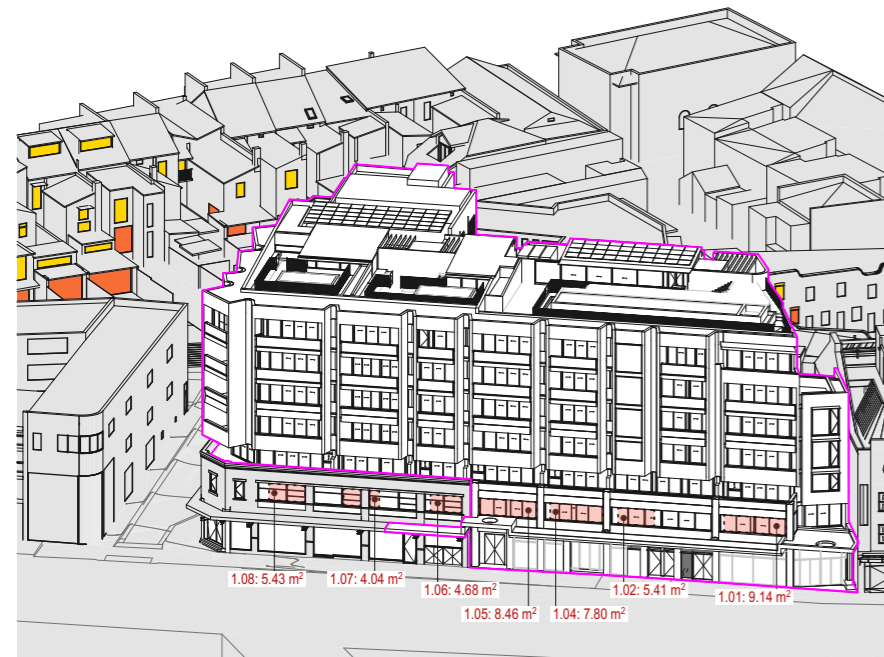 1.08: 5.43 m²
1.07: 4.04 m²
1.06: 4.68 m²
1.05: 8.46 m²
1.04: 7.80 m²
1.02: 5.41 m²
1.01: 9.14 m²